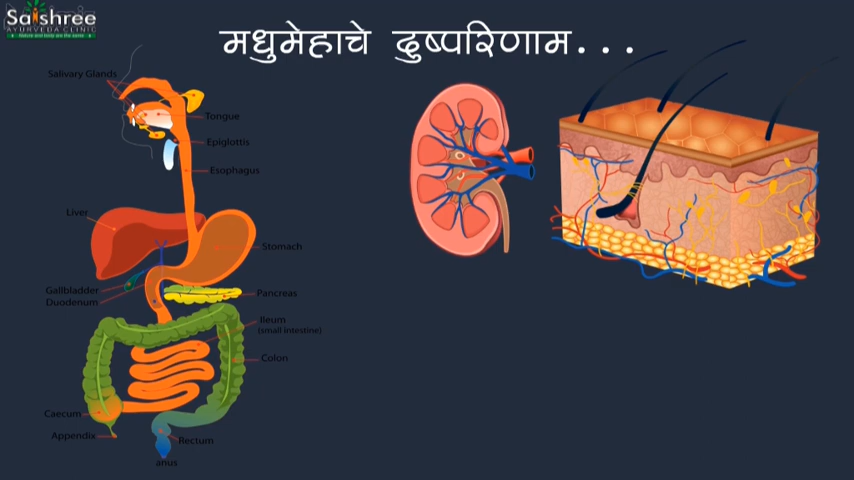 Saishree
AYURVEDA CLINIC
मधुमेहाचे दुष्परिणाम...
Salivary Glands
Tongue
Epiglottis
Esophagus
Liver
Stomach
Gallbladder
Duodenum
Pancreas
Ileum
(small intestine)
Colon
Caecum
Appendix
Rectum
anus